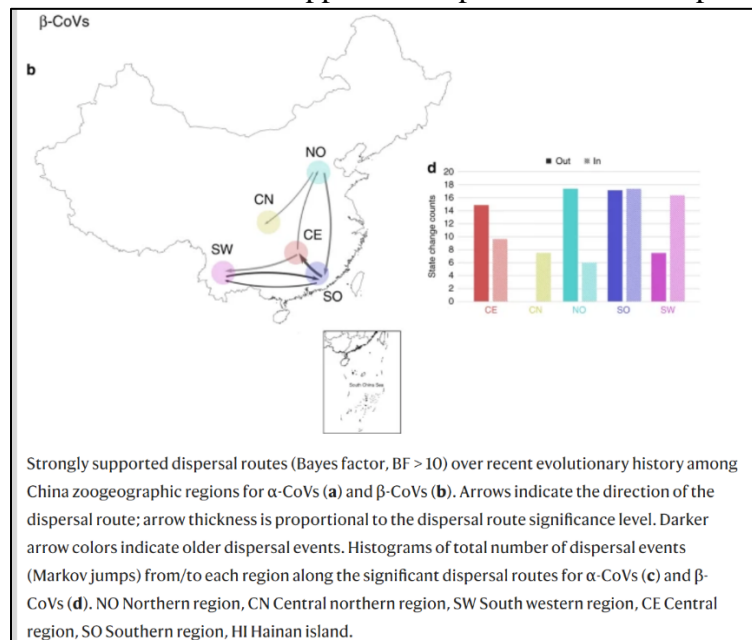 β-CoVs
b
NO
CN
CE
SW
SO
South China Sea
d
Out In
State change counts
20
18
16
14
12
10
8
6
4
2
0
CE CN NO SO SW
Strongly supported dispersal routes (Bayes factor, BF > 10) over recent evolutionary history among
China zoogeographic regions for α-CoVs (a) and β-CoVs (b). Arrows indicate the direction of the
dispersal route; arrow thickness is proportional to the dispersal route significance level. Darker
arrow colors indicate older dispersal events. Histograms of total number of dispersal events
(Markov jumps) from/to each region along the significant dispersal routes for α-CoVs (c) and β-
CoVs (d). NO Northern region, CN Central northern region, SW South western region, CE Central
region, SO Southern region, HI Hainan island.